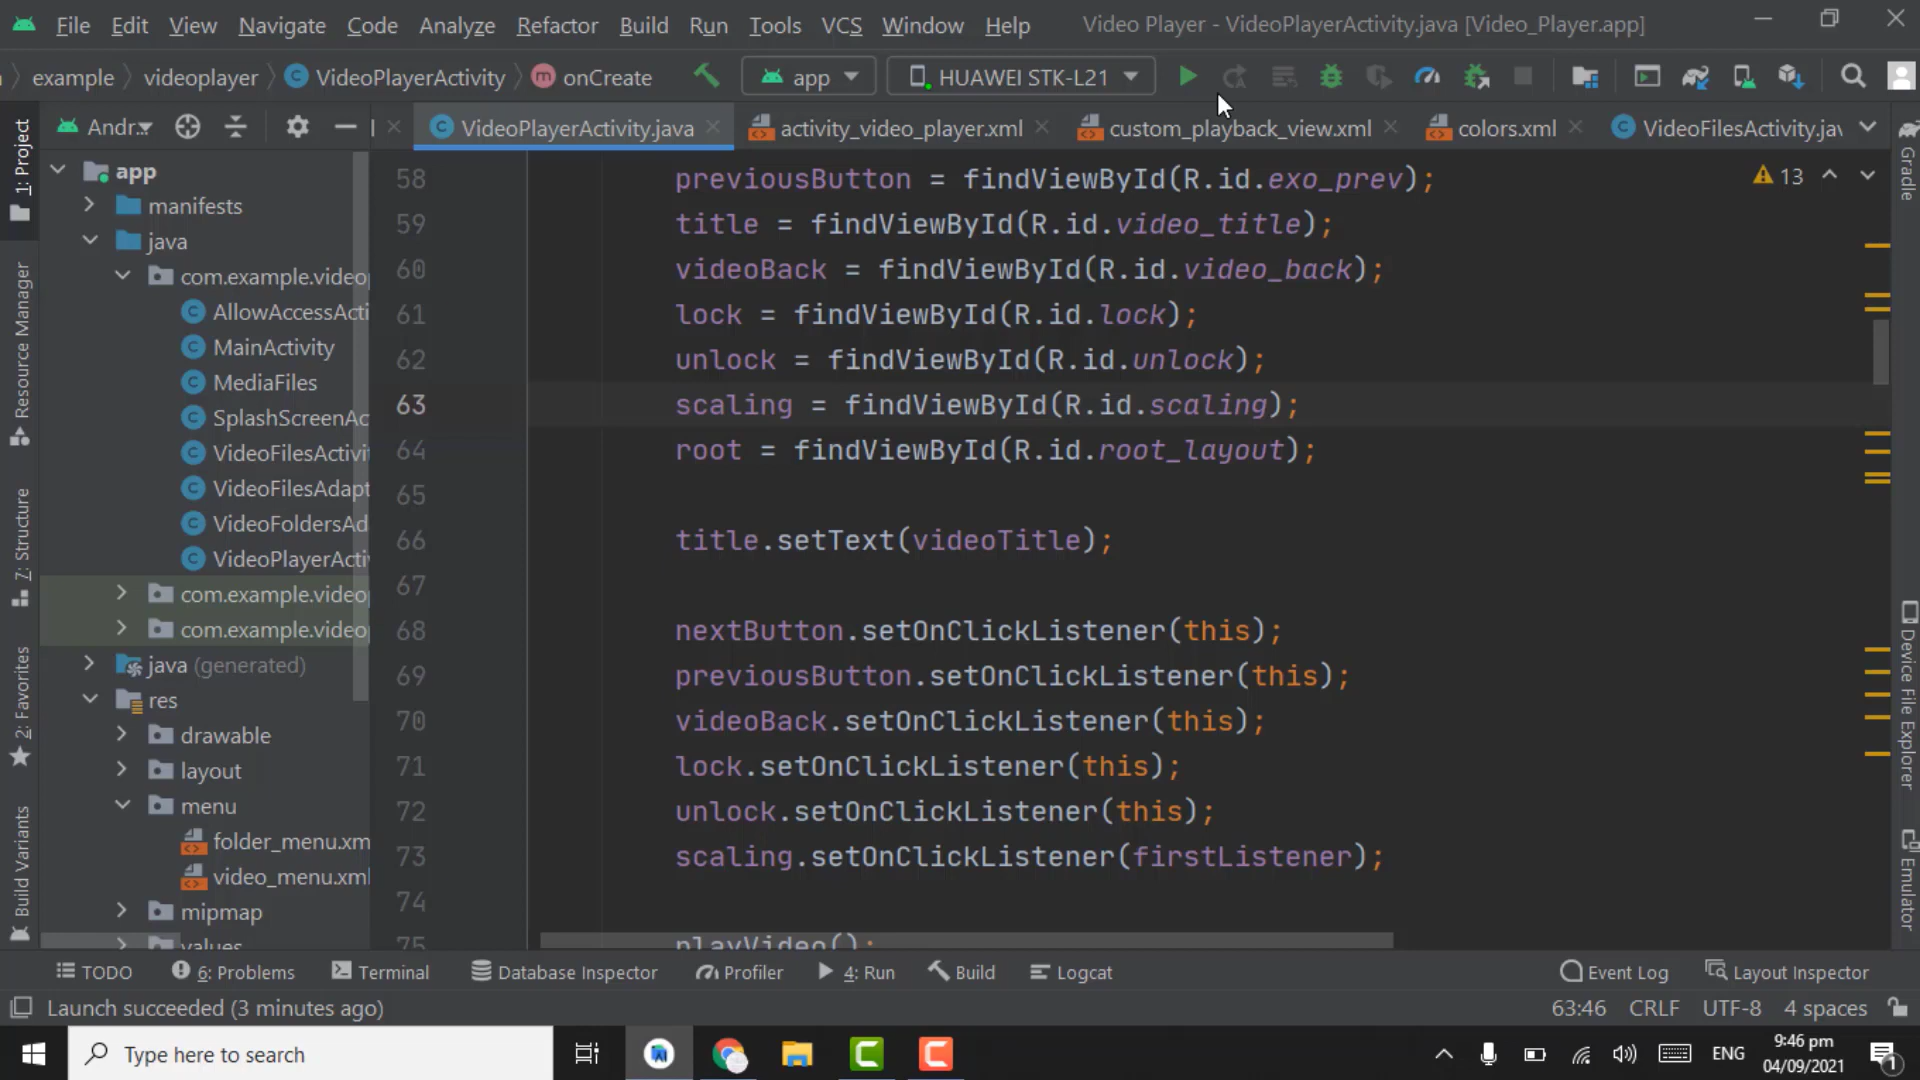 File Edit View Navigate Code Analyze Refactor Build Run Tools VCS Window Help Video Player - VideoPlayerActivity.java [Video_Player.app]
example videoplayer VideoPlayerActivity onCreate app HUAWEI STK-L21
Andr... VideoPlayerActivity.java activity_video_player.xml custom_playback_view.xml colors.xml VideoFilesActivity.jav
1: Project
Resource Manager
7: Structure
2: Favorites
Build Variants
app
manifests
java
com.example.video
AllowAccessActi
MainActivity
MediaFiles
SplashScreenAc
VideoFilesActivi
VideoFilesAdapt
VideoFoldersAd
VideoPlayerActiv
com.example.video
com.example.video
java (generated)
res
drawable
layout
menu
folder_menu.xm
video_menu.xml
mipmap
values
58 previousButton = findViewById(R.id.exo_prev);
59 title = findViewById(R.id.video_title);
60 videoBack = findViewById(R.id.video_back);
61 lock = findViewById(R.id.lock);
62 unlock = findViewById(R.id.unlock);
63 scaling = findViewById(R.id.scaling);
64 root = findViewById(R.id.root_layout);
65
66 title.setText(videoTitle);
67
68 nextButton.setOnClickListener(this);
69 previousButton.setOnClickListener(this);
70 videoBack.setOnClickListener(this);
71 lock.setOnClickListener(this);
72 unlock.setOnClickListener(this);
73 scaling.setOnClickListener(firstListener);
74
75 playVideo();
13
Gradle
Device File Explorer
Emulator
TODO 6: Problems Terminal Database Inspector Profiler 4: Run Build Logcat Event Log Layout Inspector
Launch succeeded (3 minutes ago) 63:46 CRLF UTF-8 4 spaces
Type here to search ENG 9:46 pm
04/09/2021
1